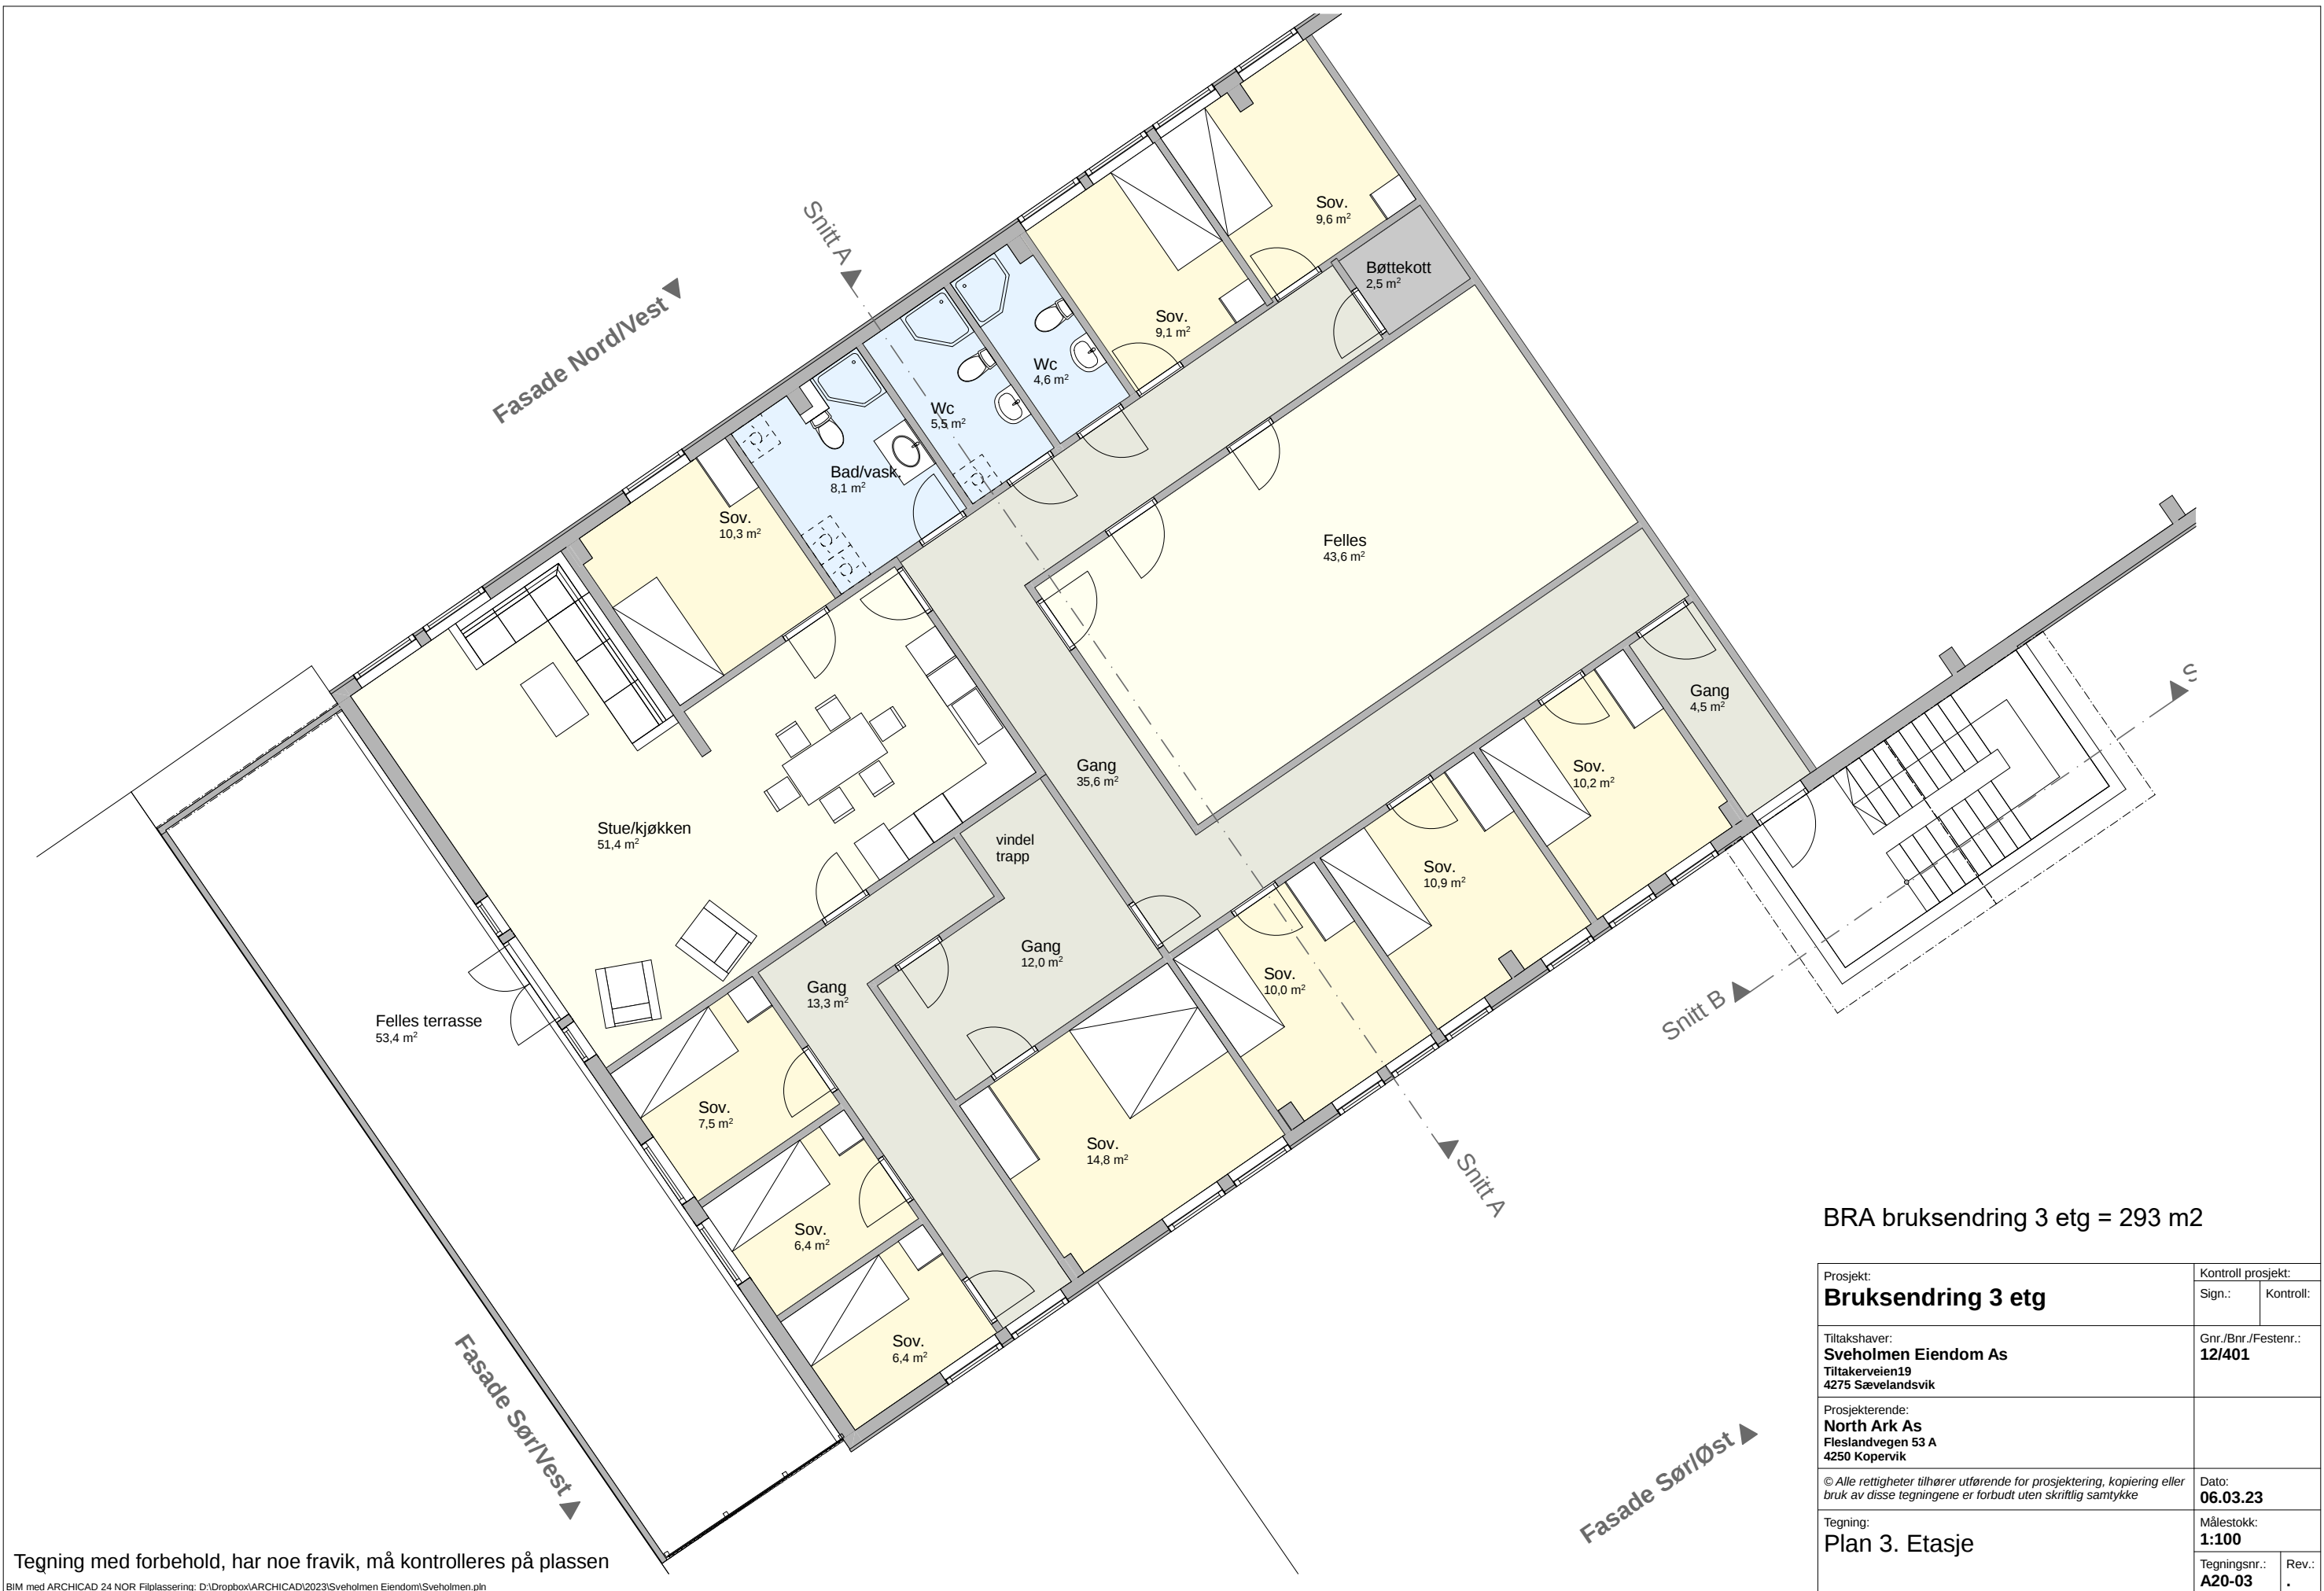 Snitt A
Fasade Nord/Vest
Sov.
9,6 m²
Bøttekott
2,5 m²
Sov.
9,1 m²
Wc
4,6 m²
Wc
5,5 m²
Bad/vask.
8,1 m²
Sov.
10,3 m²
Felles
43,6 m²
Gang
4,5 m²
S
Gang
35,6 m²
Sov.
10,2 m²
Stue/kjøkken
51,4 m²
vindel
trapp
Sov.
10,9 m²
Gang
12,0 m²
Sov.
10,0 m²
Gang
13,3 m²
Snitt B
Felles terrasse
53,4 m²
Sov.
7,5 m²
Sov.
14,8 m²
Snitt A
Sov.
6,4 m²
Sov.
6,4 m²
Fasade Sør/Vest
Fasade Sør/Øst
BRA bruksendring 3 etg = 293 m2
Prosjekt:
Bruksendring 3 etg
Kontroll prosjekt:
Sign.: Kontroll:
Tiltakshaver:
Sveholmen Eiendom As
Tiltakerveien19
4275 Sævelandsvik
Gnr./Bnr./Festenr.:
12/401
Prosjekterende:
North Ark As
Fleslandvegen 53 A
4250 Kopervik
© Alle rettigheter tilhører utførende for prosjektering, kopiering eller
bruk av disse tegningene er forbudt uten skriftlig samtykke
Dato:
06.03.23
Tegning:
Plan 3. Etasje
Målestokk:
1:100
Tegningsnr.: Rev.:
A20-03 .
Tegning med forbehold, har noe fravik, må kontrolleres på plassen
BIM med ARCHICAD 24 NOR Filplassering: D:\Dropbox\ARCHICAD\2023\Sveholmen Eiendom\Sveholmen.pln